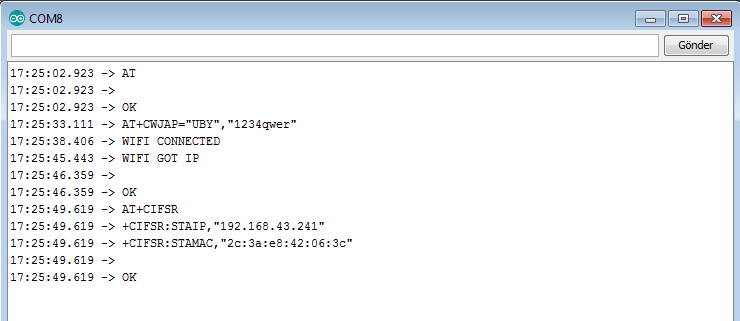 COM8
Gönder
17:25:02.923 -> AT
17:25:02.923 ->
17:25:02.923 -> OK
17:25:33.111 -> AT+CWJAP="UBY","1234qwer"
17:25:38.406 -> WIFI CONNECTED
17:25:45.443 -> WIFI GOT IP
17:25:46.359 ->
17:25:46.359 -> OK
17:25:49.619 -> AT+CIFSR
17:25:49.619 -> +CIFSR:STAIP,"192.168.43.241"
17:25:49.619 -> +CIFSR:STAMAC,"2c:3a:e8:42:06:3c"
17:25:49.619 ->
17:25:49.619 -> OK